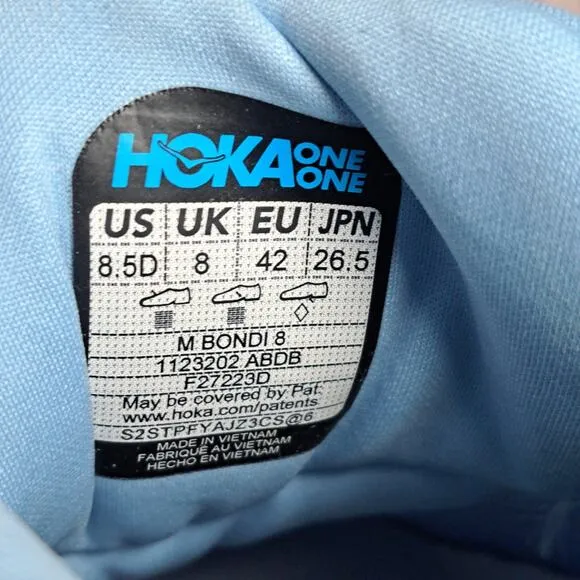 HOKA ONE ONE
US UK EU JPN
8.5D 8 42 26.5
M BONDI 8
1123202 ABDB
F27223D
May be covered by Pat.
www.hoka.com/patents
S2STPFYAJZ3CS@6
MADE IN VIETNAM
FABRIQUÉ AU VIETNAM
HECHO EN VIETNAM